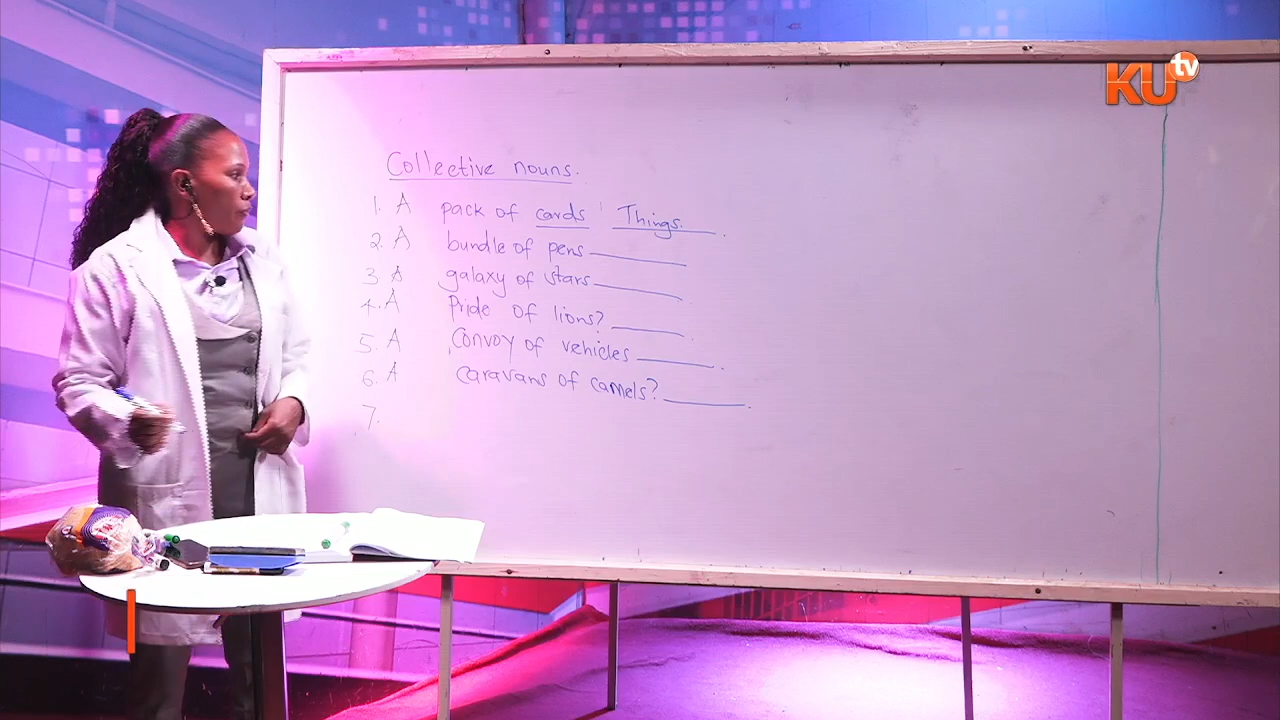 KU tv
Collective nouns.
1. A pack of cards Things.
2. A bundle of pens
3 A galaxy of stars
4. A Pride of lions?
5. A Convoy of vehicles
6. A caravans of camels?
7.